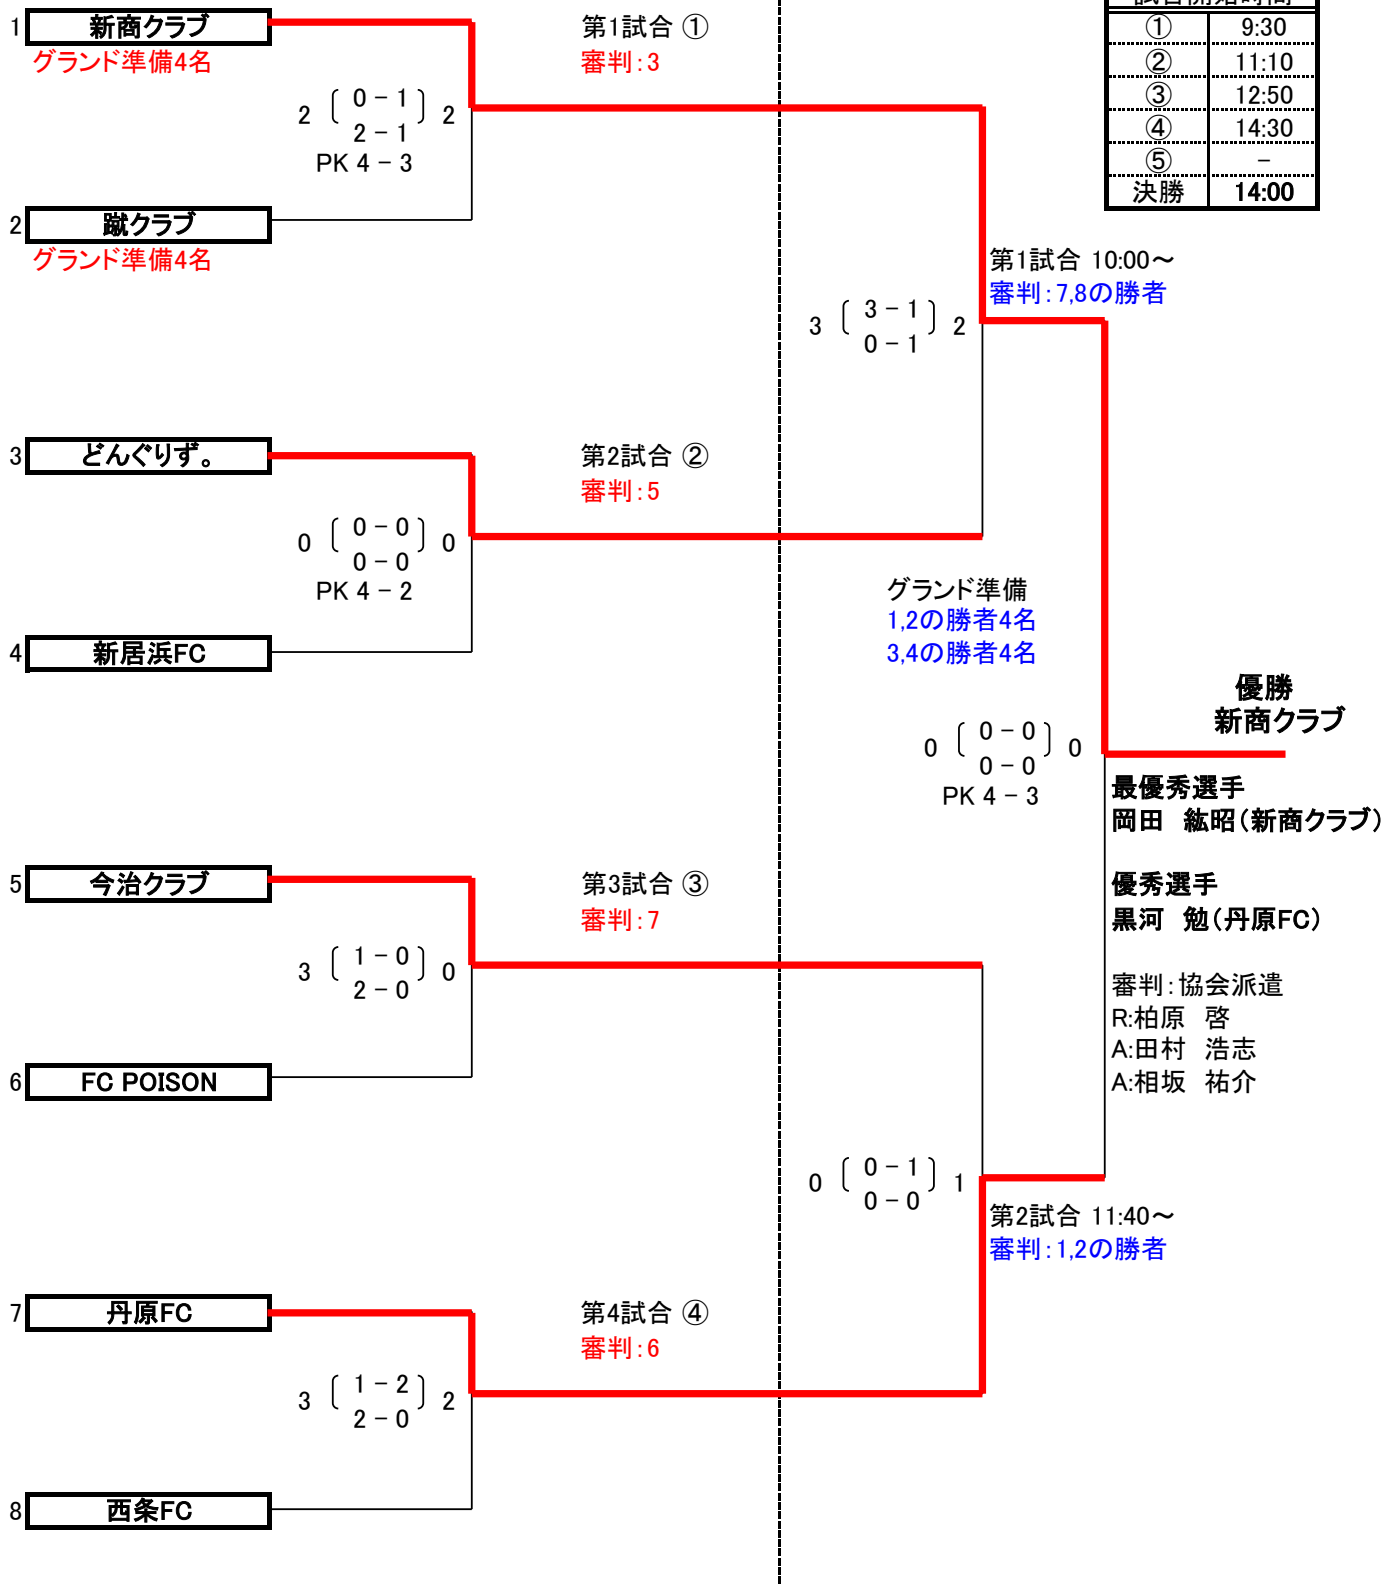 試合開始時間
① 9:30
② 11:10
③ 12:50
④ 14:30
⑤ －
決勝 14:00
1 新商クラブ
グランド準備4名
第1試合 ①
審判：3
2 0 － 1 2
2 － 1
PK 4 － 3
2 蹴クラブ
グランド準備4名
第1試合 10:00～
審判：7,8の勝者
3 3 － 1 2
0 － 1
3 どんぐりず。
第2試合 ②
審判：5
0 0 － 0 0
0 － 0
PK 4 － 2
4 新居浜FC
グランド準備
1,2の勝者4名
3,4の勝者4名
優勝
新商クラブ
0 0 － 0 0
0 － 0
PK 4 － 3
最優秀選手
岡田　紘昭（新商クラブ）
優秀選手
黒河　勉（丹原FC）
審判：協会派遣
R:柏原　啓
A:田村　浩志
A:相坂　祐介
5 今治クラブ
第3試合 ③
審判：7
3 1 － 0 0
2 － 0
6 FC POISON
0 0 － 1 1
0 － 0
第2試合 11:40～
審判：1,2の勝者
7 丹原FC
第4試合 ④
審判：6
3 1 － 2 2
2 － 0
8 西条FC